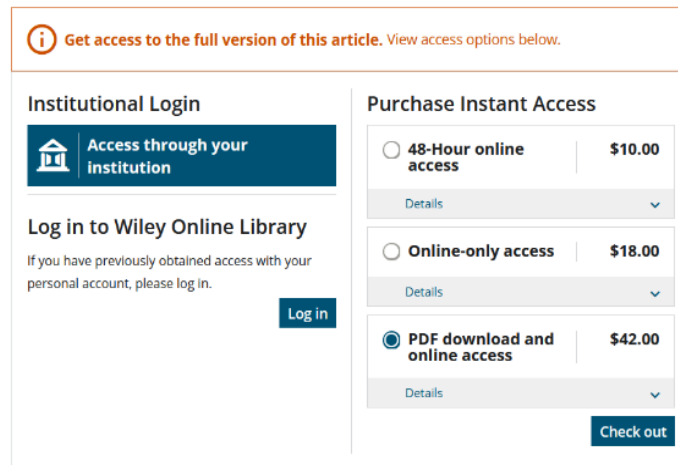 Get access to the full version of this article. View access options below.
Institutional Login
Access through your
institution
Log in to Wiley Online Library
If you have previously obtained access with your
personal account, please log in.
Log in
Purchase Instant Access
48-Hour online
access
$10.00
Details
Online-only access
$18.00
Details
PDF download and
online access
$42.00
Details
Check out